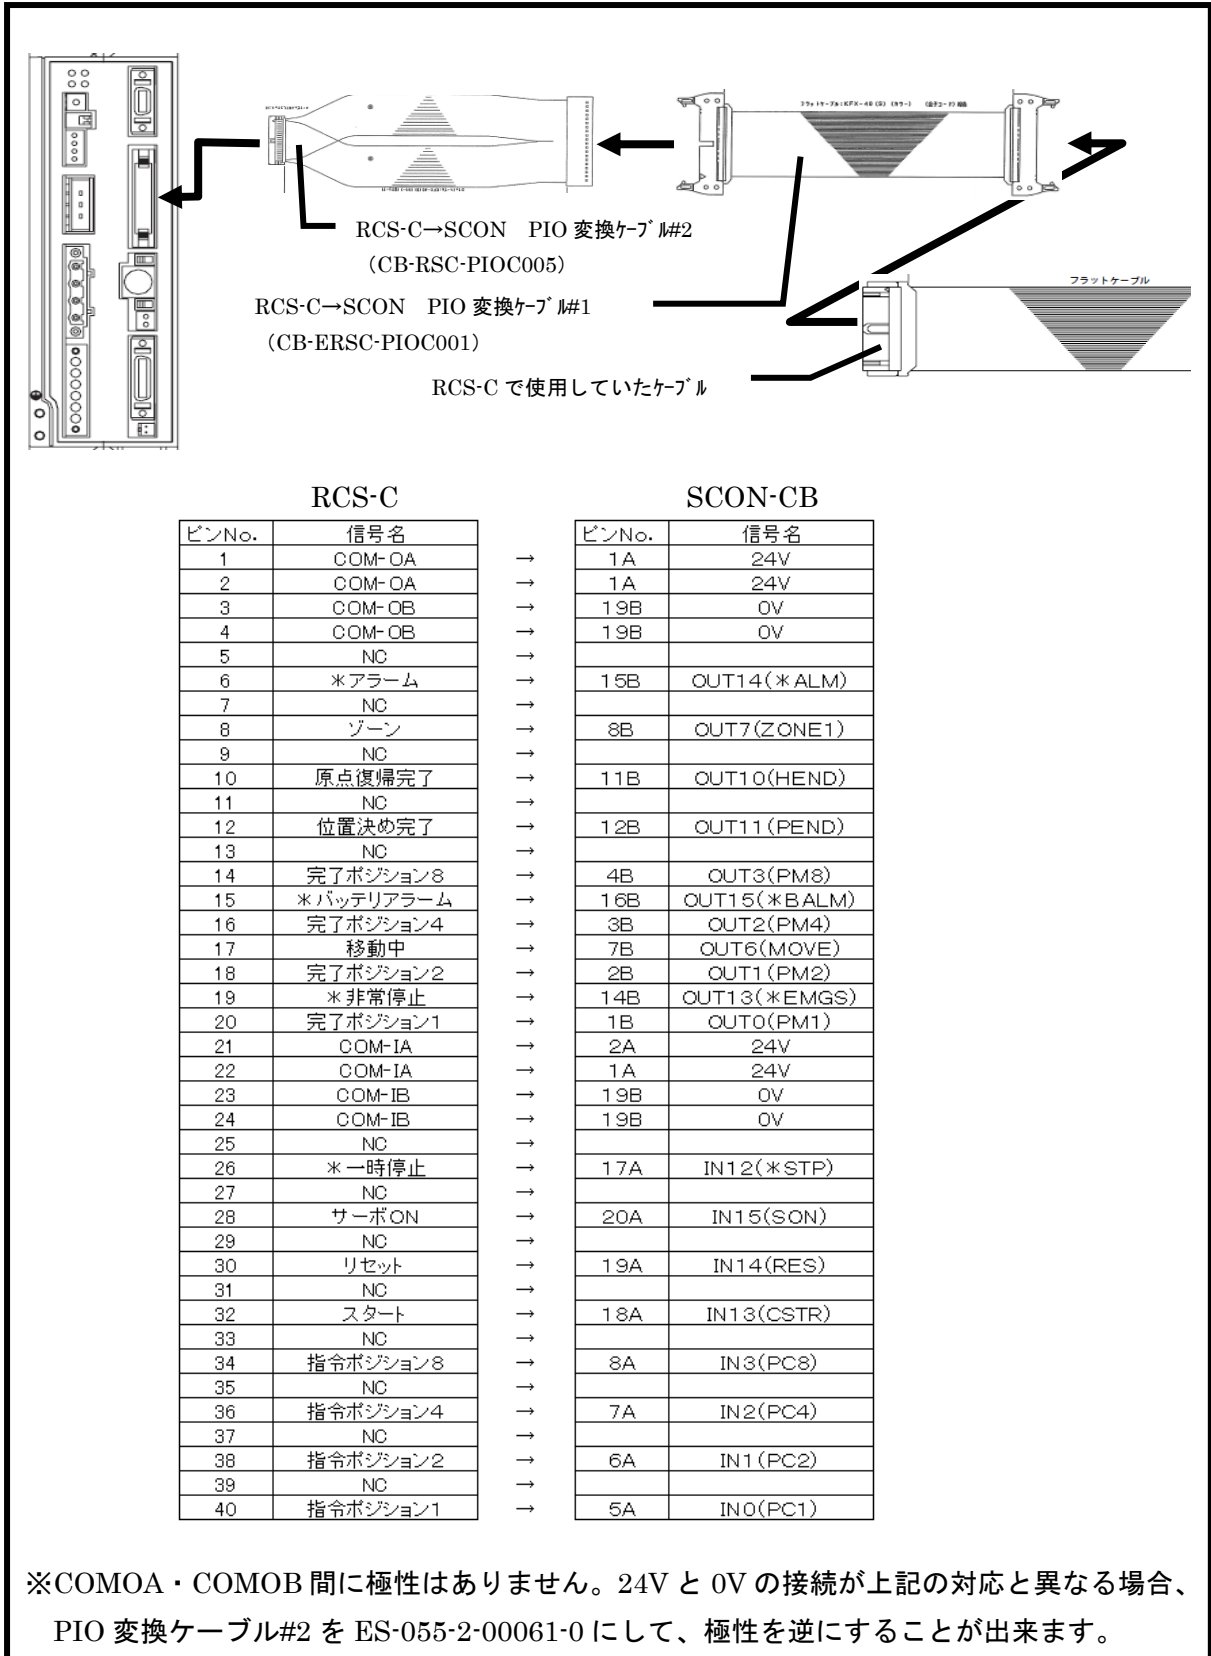 フラットケーブル:KFX-40(S) (カラー) (金子コード)相当
RCS-C→SCON PIO 変換ｹｰﾌﾞﾙ#2
(CB-RSC-PIOC005)
フラットケーブル
RCS-C→SCON PIO 変換ｹｰﾌﾞﾙ#1
(CB-ERSC-PIOC001)
RCS-C で使用していたｹｰﾌﾞﾙ
RCS-C SCON-CB
ピンNo. 信号名 ピンNo. 信号名
1 COM-OA → 1A 24V
2 COM-OA → 1A 24V
3 COM-OB → 19B 0V
4 COM-OB → 19B 0V
5 NC →
6 *アラーム → 15B OUT14(*ALM)
7 NC →
8 ゾーン → 8B OUT7(ZONE1)
9 NC →
10 原点復帰完了 → 11B OUT10(HEND)
11 NC →
12 位置決め完了 → 12B OUT11(PEND)
13 NC →
14 完了ポジション8 → 4B OUT3(PM8)
15 *バッテリアラーム → 16B OUT15(*BALM)
16 完了ポジション4 → 3B OUT2(PM4)
17 移動中 → 7B OUT6(MOVE)
18 完了ポジション2 → 2B OUT1(PM2)
19 *非常停止 → 14B OUT13(*EMGS)
20 完了ポジション1 → 1B OUT0(PM1)
21 COM-IA → 2A 24V
22 COM-IA → 1A 24V
23 COM-IB → 19B 0V
24 COM-IB → 19B 0V
25 NC →
26 *一時停止 → 17A IN12(*STP)
27 NC →
28 サーボON → 20A IN15(SON)
29 NC →
30 リセット → 19A IN14(RES)
31 NC →
32 スタート → 18A IN13(CSTR)
33 NC →
34 指令ポジション8 → 8A IN3(PC8)
35 NC →
36 指令ポジション4 → 7A IN2(PC4)
37 NC →
38 指令ポジション2 → 6A IN1(PC2)
39 NC →
40 指令ポジション1 → 5A IN0(PC1)
※COMOA・COMOB 間に極性はありません。24V と 0V の接続が上記の対応と異なる場合、
PIO 変換ケーブル#2 を ES-055-2-00061-0 にして、極性を逆にすることが出来ます。